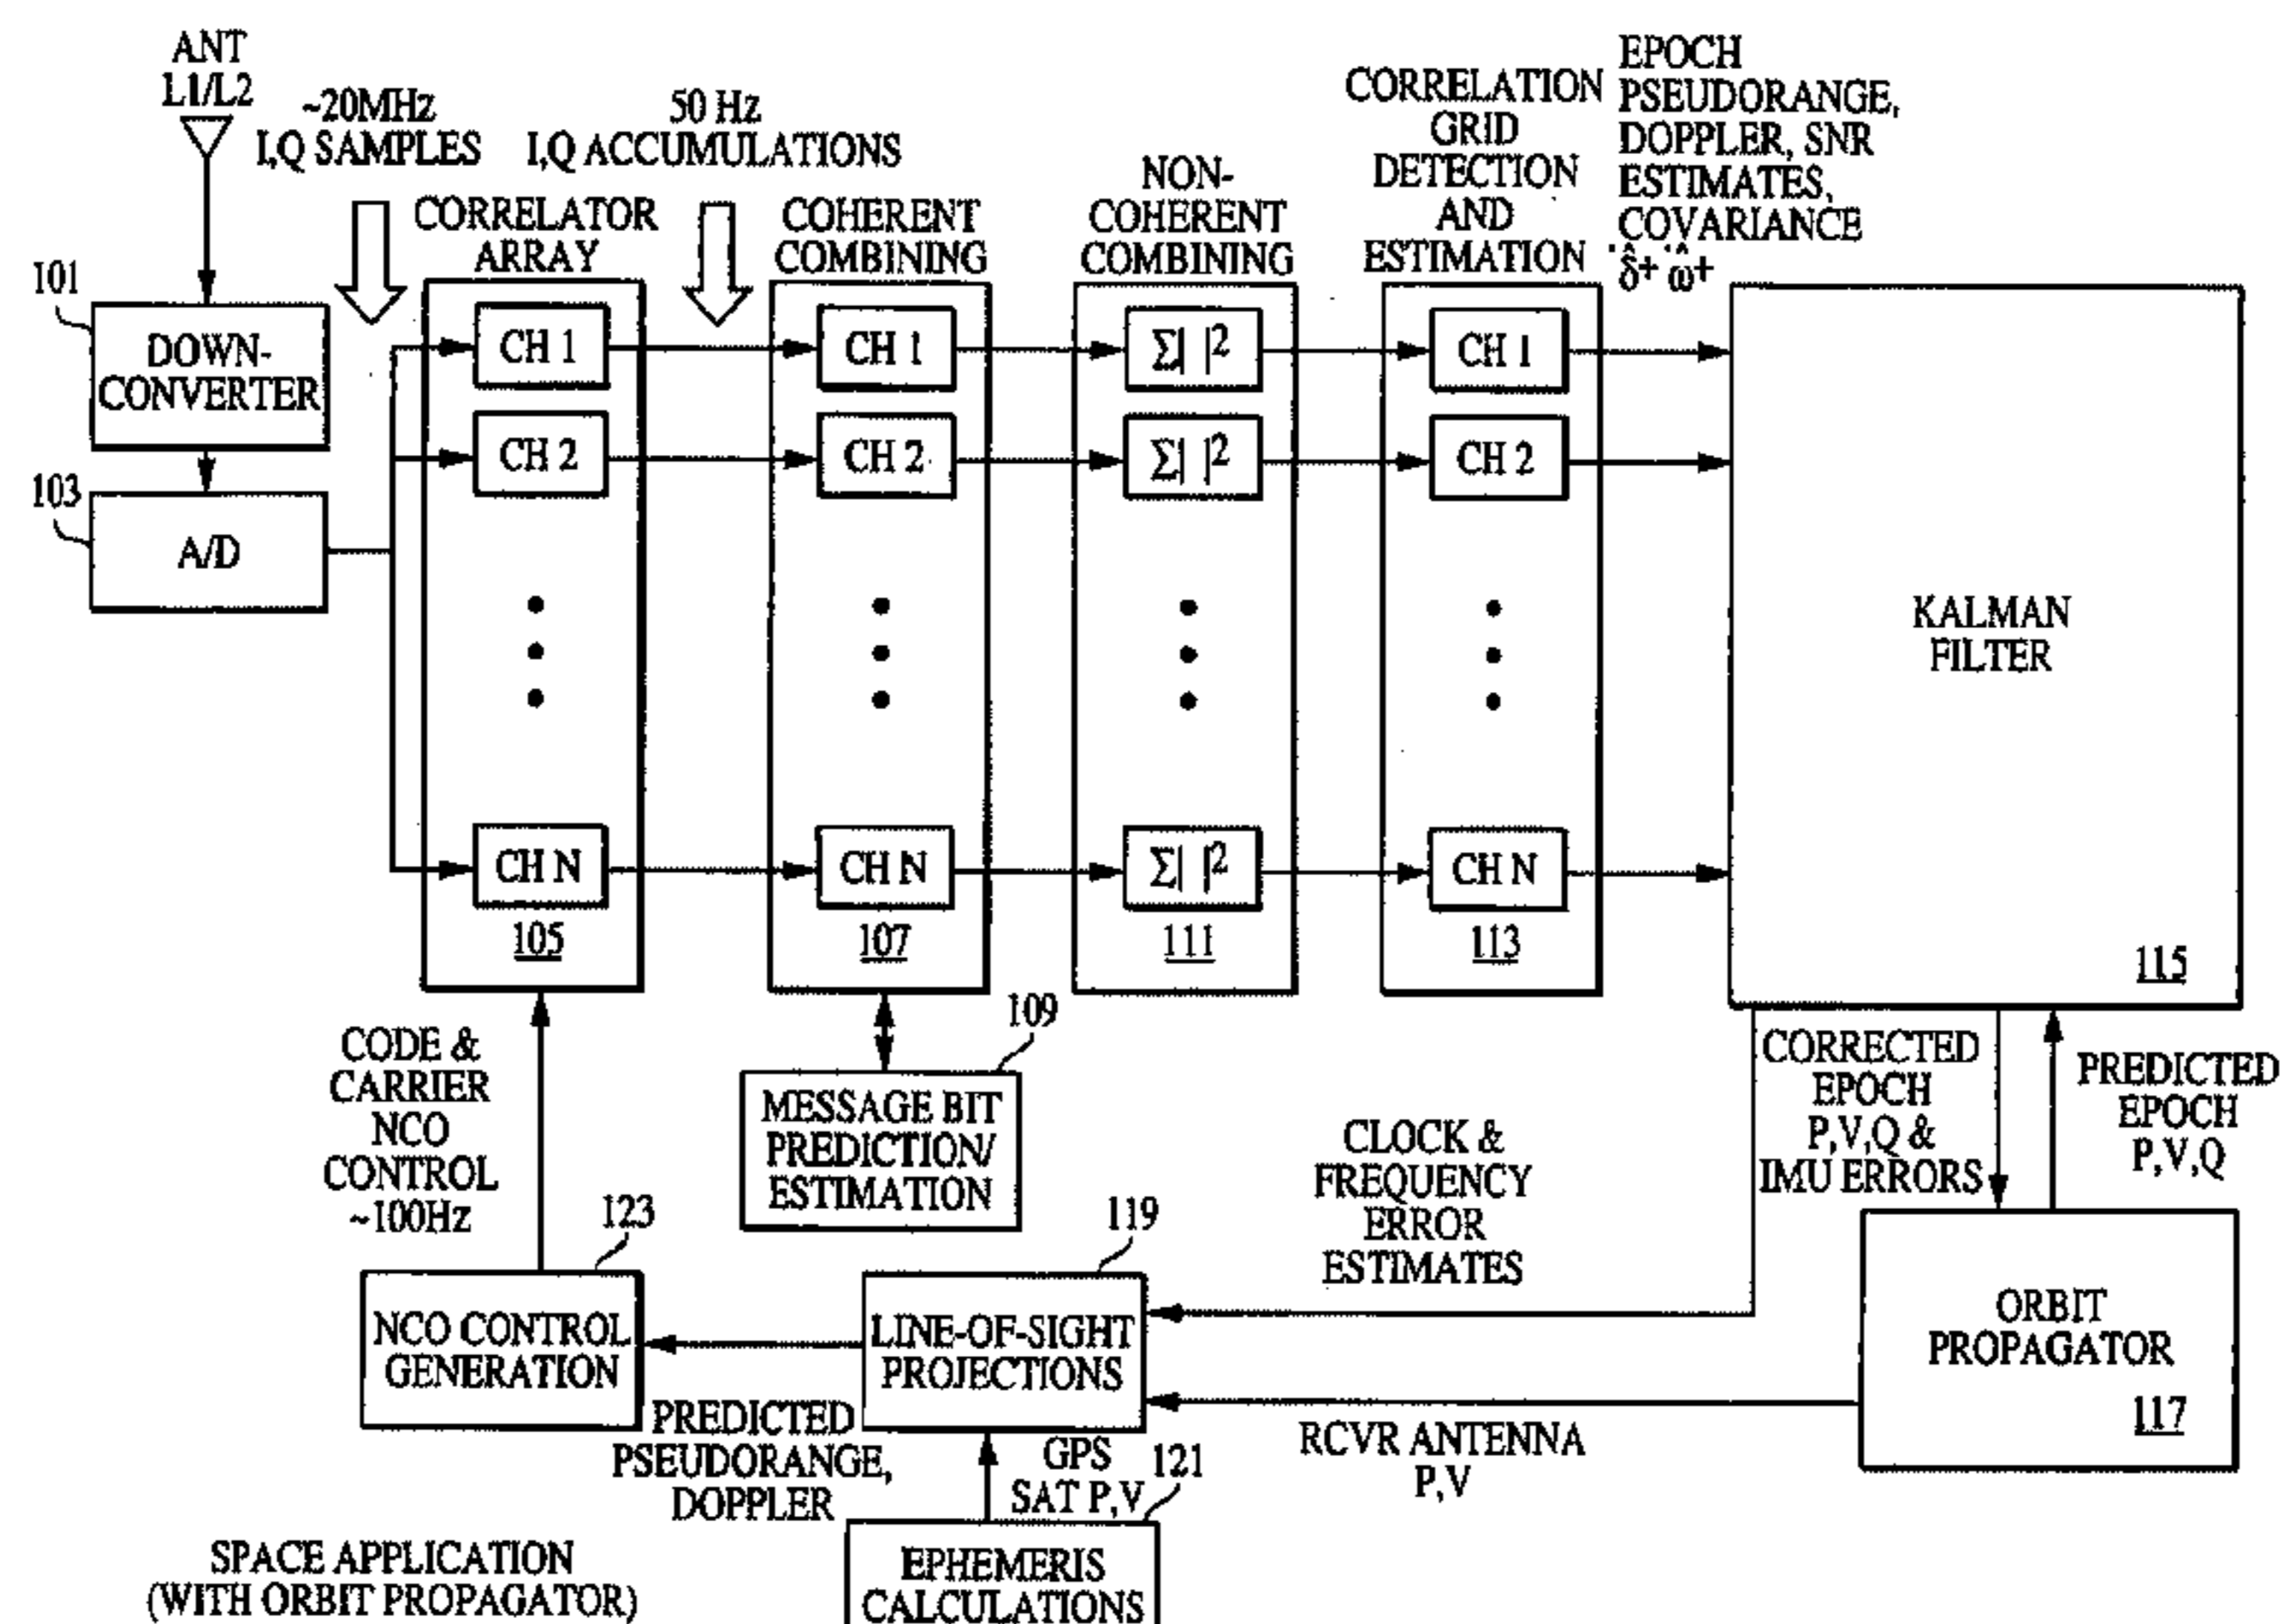 ANT
L1/L2
~20MHz
I,Q SAMPLES
50 Hz
I,Q ACCUMULATIONS
CORRELATOR
ARRAY
COHERENT
COMBINING
NON-
COHERENT
COMBINING
CORRELATION
GRID
DETECTION
AND
ESTIMATION
EPOCH
PSEUDORANGE,
DOPPLER, SNR
ESTIMATES,
COVARIANCE
δ̂+ ω̂+
101
DOWN-
CONVERTER
103
A/D
CH 1
CH 2
CH N
105
CH 1
CH 2
CH N
107
Σ| |2
Σ| |2
Σ| |2
111
CH 1
CH 2
CH N
113
KALMAN
FILTER
115
CODE &
CARRIER
NCO
CONTROL
~100Hz
109
MESSAGE BIT
PREDICTION/
ESTIMATION
CLOCK &
FREQUENCY
ERROR
ESTIMATES
CORRECTED
EPOCH
P,V,Q &
IMU ERRORS
PREDICTED
EPOCH
P,V,Q
123
NCO CONTROL
GENERATION
119
LINE-OF-SIGHT
PROJECTIONS
ORBIT
PROPAGATOR
117
PREDICTED
PSEUDORANGE,
DOPPLER
GPS
SAT P,V
121
RCVR ANTENNA
P,V
EPHEMERIS
CALCULATIONS
SPACE APPLICATION
(WITH ORBIT PROPAGATOR)